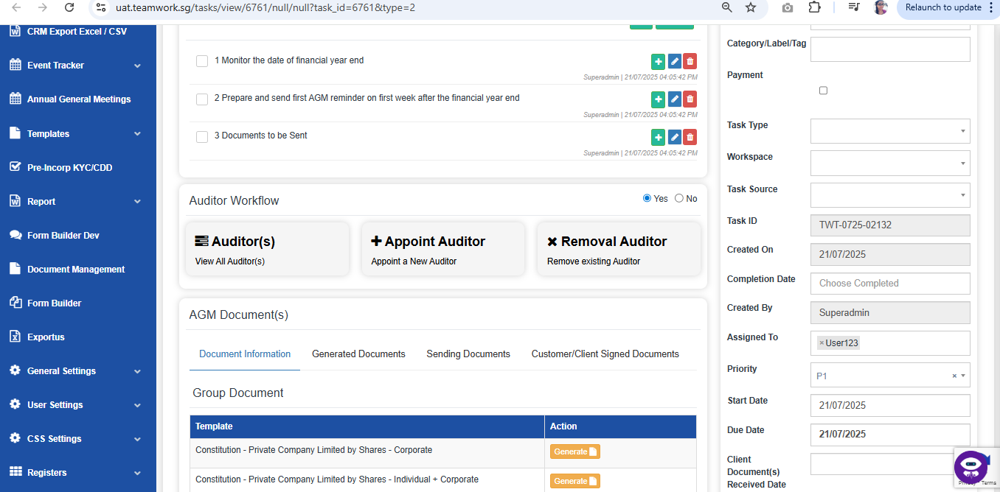 uat.teamwork.sg/tasks/view/6761/null/null?task_id=6761&type=2
Relaunch to update
CRM Export Excel / CSV
Event Tracker
Annual General Meetings
Templates
Pre-Incorp KYC/CDD
Report
Form Builder Dev
Document Management
Form Builder
Exportus
General Settings
User Settings
CSS Settings
Registers
1 Monitor the date of financial year end
Superadmin | 21/07/2025 04:05:42 PM
2 Prepare and send first AGM reminder on first week after the financial year end
Superadmin | 21/07/2025 04:05:42 PM
3 Documents to be Sent
Superadmin | 21/07/2025 04:05:42 PM
Auditor Workflow
Yes No
Auditor(s)
View All Auditor(s)
Appoint Auditor
Appoint a New Auditor
Removal Auditor
Remove existing Auditor
AGM Document(s)
Document Information Generated Documents Sending Documents Customer/Client Signed Documents
Group Document
Template Action
Constitution - Private Company Limited by Shares - Corporate Generate
Constitution - Private Company Limited by Shares - Individual + Corporate Generate
Category/Label/Tag
Payment
Task Type
Workspace
Task Source
Task ID TWT-0725-02132
Created On 21/07/2025
Completion Date Choose Completed
Created By Superadmin
Assigned To × User123
Priority P1 ×
Start Date 21/07/2025
Due Date 21/07/2025
Client
Document(s)
Received Date
Terms